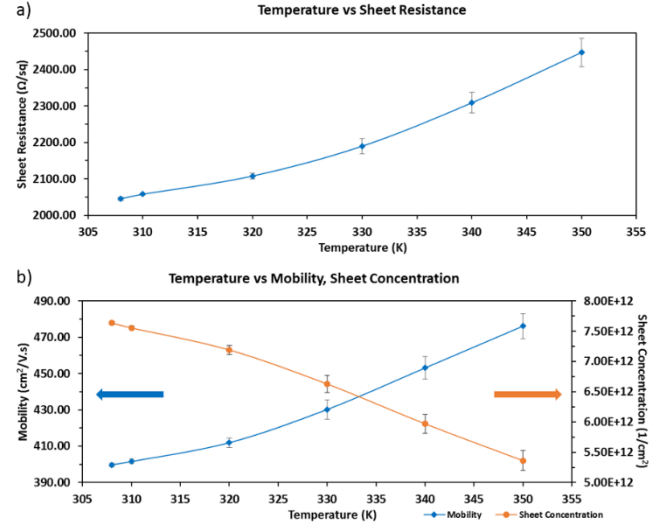 a)
Temperature vs Sheet Resistance
Sheet Resistance (Ω/sq)
2500.00
2400.00
2300.00
2200.00
2100.00
2000.00
305 310 315 320 325 330 335 340 345 350 355
Temperature (K)
b)
Temperature vs Mobility, Sheet Concentration
Mobility (cm²/V.s)
490.00
470.00
450.00
430.00
410.00
390.00
8.00E+12
7.50E+12
7.00E+12
6.50E+12
6.00E+12
5.50E+12
5.00E+12
Sheet Concentration (1/cm²)
305 310 315 320 325 330 335 340 345 350 355
Temperature (K)
Mobility Sheet Concentration